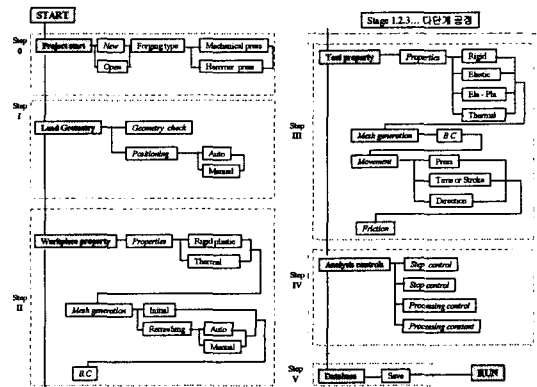 START
Step 0
Project start
New
Open
Forging type
Mechanical press
Hammer press
Step I
Load Geometry
Geometry check
Positioning
Auto
Manual
Step II
Workpiece property
Properties
Rigid plastic
Thermal
Mesh generation
Initial
Remeshing
Auto
Manual
B.C
Stage 1.2.3... 다단계 공정
Step III
Tool property
Properties
Rigid
Elastic
Ela - Pla
Thermal
Mesh generation
B C
Movement
Press
Time or Stroke
Direction
Friction
Step IV
Analysis controls
Step control
Stop control
Processing control
Processing constant
Step V
Database
Save
RUN